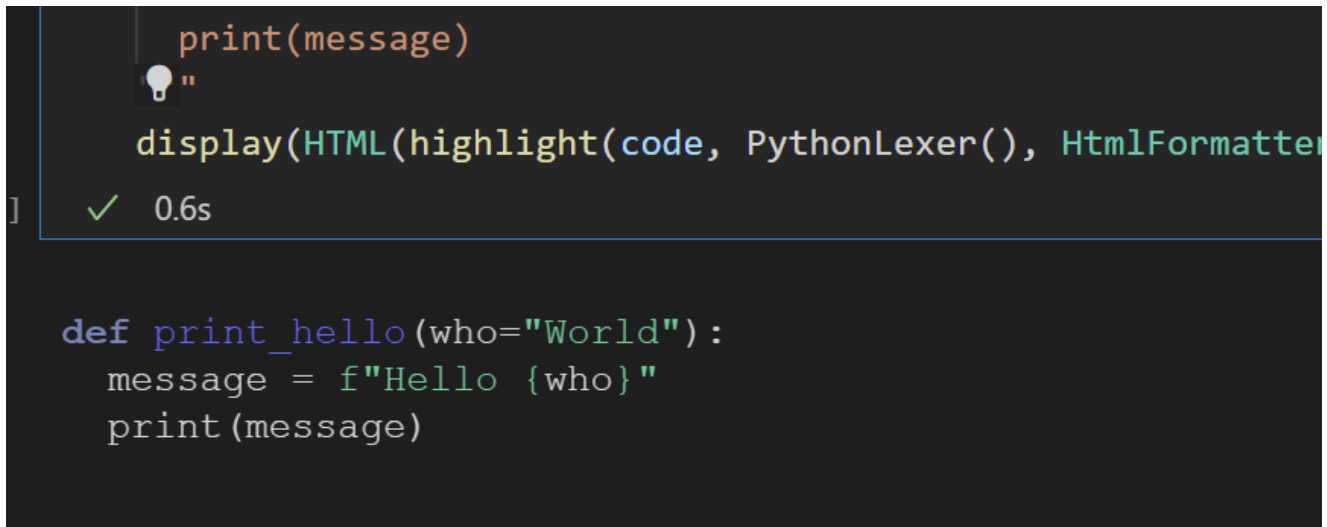 print(message)
"
display(HTML(highlight(code, PythonLexer(), HtmlFormatter
]
0.6s
def print_hello(who="World"):
message = f"Hello {who}"
print(message)